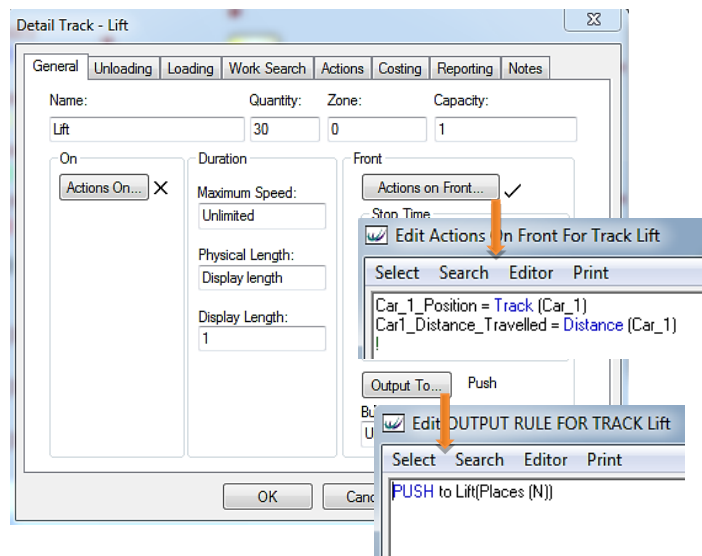 Detail Track - Lift
General Unloading Loading Work Search Actions Costing Reporting Notes
Name: Quantity: Zone: Capacity:
Lift 30 0 1
On Duration Front
Actions On... Maximum Speed: Actions on Front...
Unlimited Stop Time
Edit Actions On Front For Track Lift
Physical Length:
Display length
Select Search Editor Print
Car_1_Position = Track (Car_1)
Display Length:
Car1_Distance_Travelled = Distance (Car_1)
1
!
Output To... Push
Edit OUTPUT RULE FOR TRACK Lift
Select Search Editor Print
PUSH to Lift(Places (N))
OK